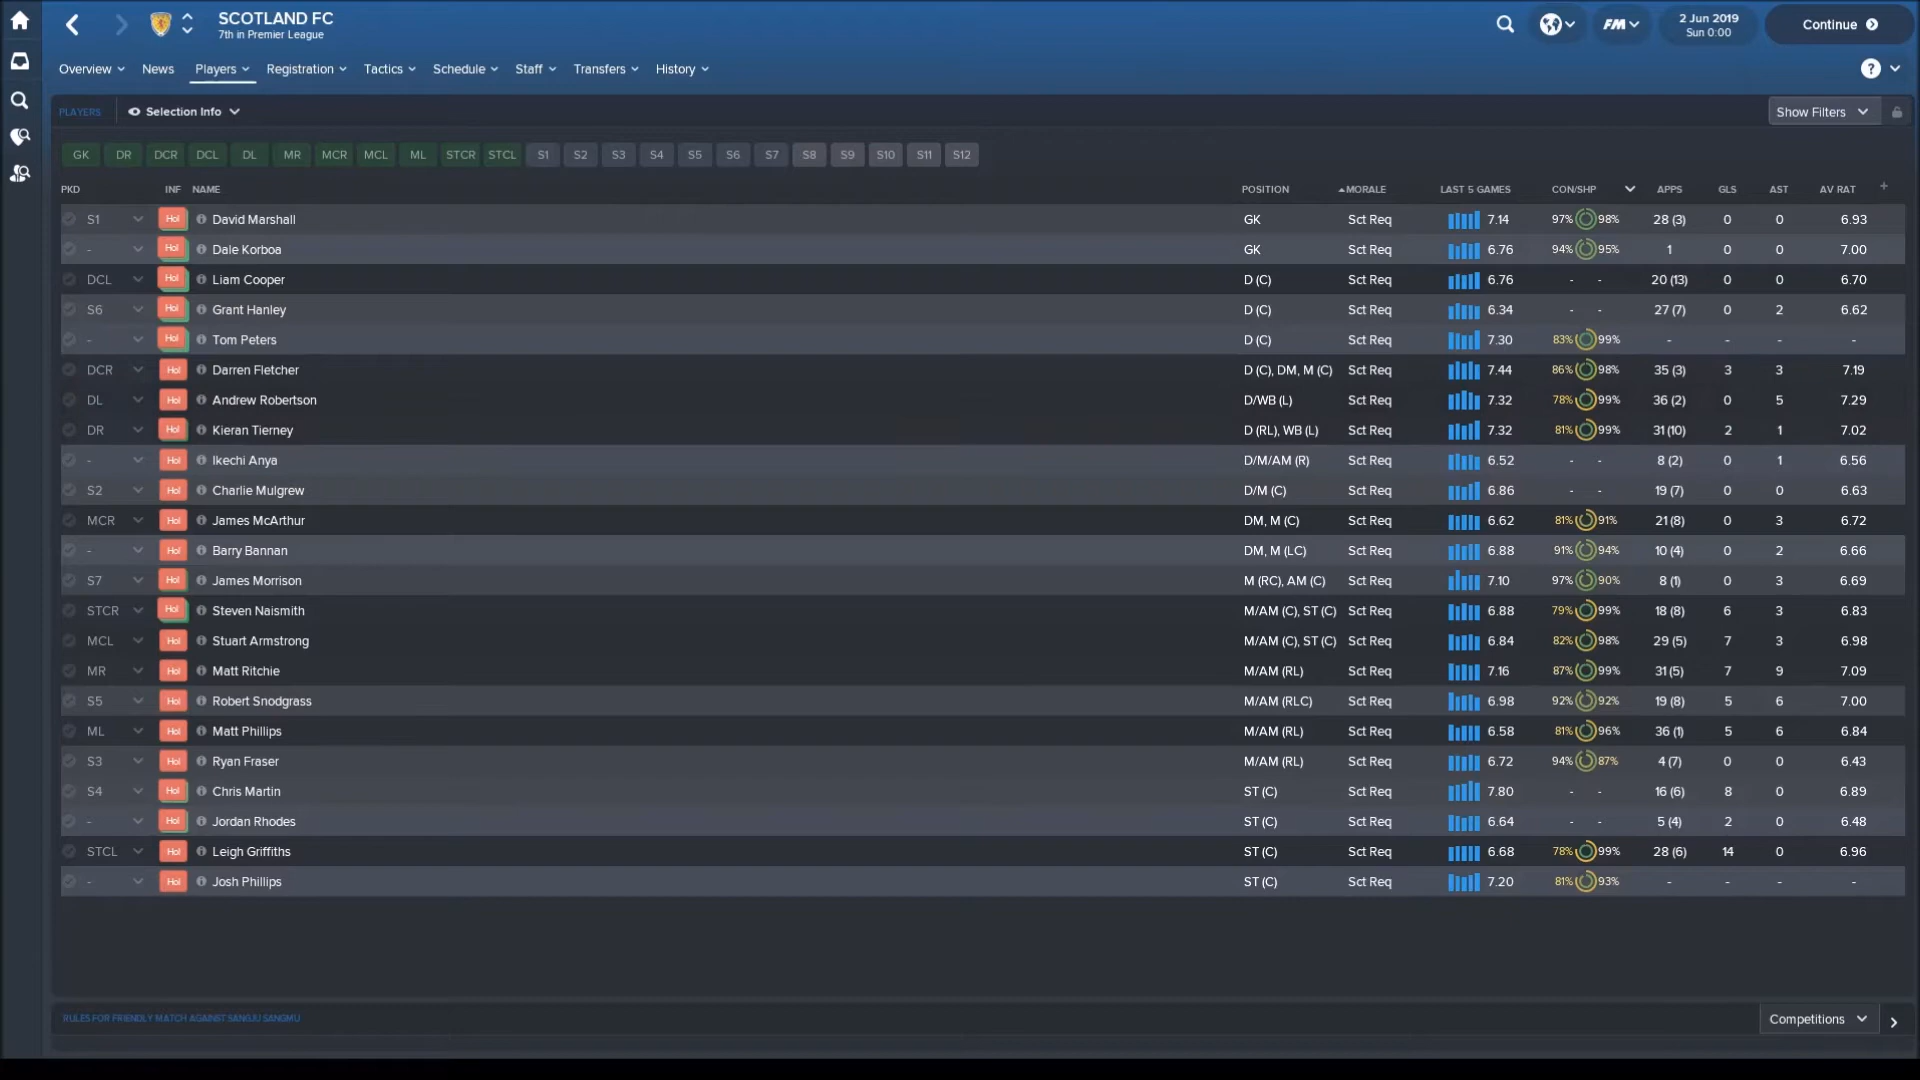 SCOTLAND FC
7th in Premier League
FM
2 Jun 2019
Sun 0:00
Continue
Overview News Players Registration Tactics Schedule Staff Transfers History
?
PLAYERS Selection Info Show Filters
GK DR DCR DCL DL MR MCR MCL ML STCR STCL S1 S2 S3 S4 S5 S6 S7 S8 S9 S10 S11 S12
PKD INF NAME POSITION MORALE LAST 5 GAMES CON/SHP APPS GLS AST AV RAT +
S1 Hol David Marshall GK Sct Req 7.14 97% 98% 28 (3) 0 0 6.93
- Hol Dale Korboa GK Sct Req 6.76 94% 95% 1 0 0 7.00
DCL Hol Liam Cooper D (C) Sct Req 6.76 - - 20 (13) 0 0 6.70
S6 Hol Grant Hanley D (C) Sct Req 6.34 - - 27 (7) 0 2 6.62
- Hol Tom Peters D (C) Sct Req 7.30 83% 99% - - - -
DCR Hol Darren Fletcher D (C), DM, M (C) Sct Req 7.44 86% 98% 35 (3) 3 3 7.19
DL Hol Andrew Robertson D/WB (L) Sct Req 7.32 78% 99% 36 (2) 0 5 7.29
DR Hol Kieran Tierney D (RL), WB (L) Sct Req 7.32 81% 99% 31 (10) 2 1 7.02
- Hol Ikechi Anya D/M/AM (R) Sct Req 6.52 - - 8 (2) 0 1 6.56
S2 Hol Charlie Mulgrew D/M (C) Sct Req 6.86 - - 19 (7) 0 0 6.63
MCR Hol James McArthur DM, M (C) Sct Req 6.62 81% 91% 21 (8) 0 3 6.72
- Hol Barry Bannan DM, M (LC) Sct Req 6.88 91% 94% 10 (4) 0 2 6.66
S7 Hol James Morrison M (RC), AM (C) Sct Req 7.10 97% 90% 8 (1) 0 3 6.69
STCR Hol Steven Naismith M/AM (C), ST (C) Sct Req 6.88 79% 99% 18 (8) 6 3 6.83
MCL Hol Stuart Armstrong M/AM (C), ST (C) Sct Req 6.84 82% 98% 29 (5) 7 3 6.98
MR Hol Matt Ritchie M/AM (RL) Sct Req 7.16 87% 99% 31 (5) 7 9 7.09
S5 Hol Robert Snodgrass M/AM (RLC) Sct Req 6.98 92% 92% 19 (8) 5 6 7.00
ML Hol Matt Phillips M/AM (RL) Sct Req 6.58 81% 96% 36 (1) 5 6 6.84
S3 Hol Ryan Fraser M/AM (RL) Sct Req 6.72 94% 87% 4 (7) 0 0 6.43
S4 Hol Chris Martin ST (C) Sct Req 7.80 - - 16 (6) 8 0 6.89
- Hol Jordan Rhodes ST (C) Sct Req 6.64 - - 5 (4) 2 0 6.48
STCL Hol Leigh Griffiths ST (C) Sct Req 6.68 78% 99% 28 (6) 14 0 6.96
- Hol Josh Phillips ST (C) Sct Req 7.20 81% 93% - - - -
RULES FOR FRIENDLY MATCH AGAINST SANGJU SANGMU
Competitions